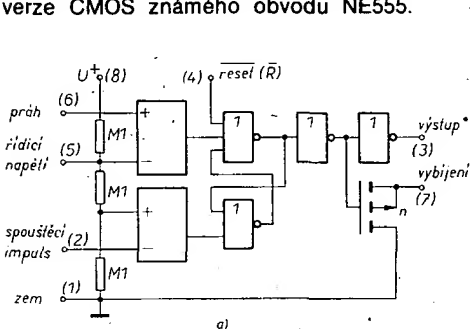 verze CMOS známého obvodu NE555.
U+ (8)
(4) reset (R)
práh (6)
+
1
1
1
výstup
(3)
M1
řídicí napětí (5)
-
vybíjení
(7)
M1
+
1
n
spouštěcí impuls (2)
-
M1
zem (1)
a)